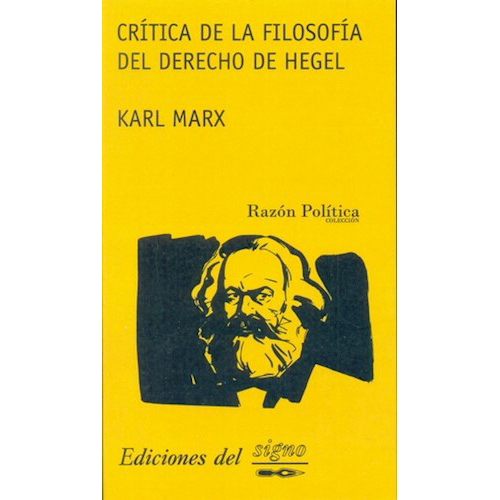 CRÍTICA DE LA FILOSOFÍA
DEL DERECHO DE HEGEL
KARL MARX
Razón Política
COLECCIÓN
Ediciones del signo